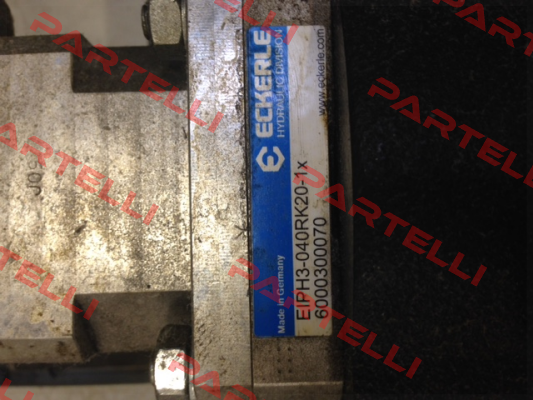 ECKERLE
HYDRAULIC DIVISION
www.eckerle.com
Made in Germany
EIPH3-040RK20-1x
6000300070
PARTELLI
PARTELLI
PARTELLI
PARTELLI
PARTELLI
PARTELLI
PARTELLI